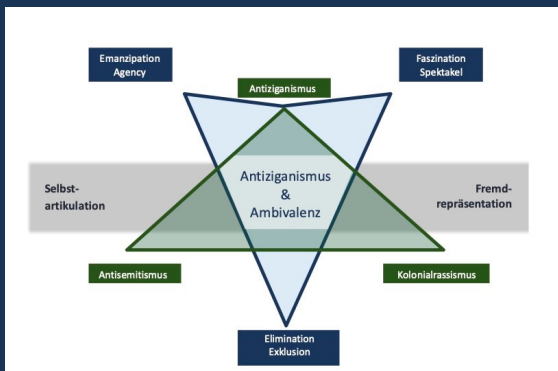 Emanzipation
Agency
Faszination
Spektakel
Antiziganismus
Selbst-
artikulation
Antiziganismus
&
Ambivalenz
Fremd-
repräsentation
Antisemitismus
Kolonialrassismus
Elimination
Exklusion